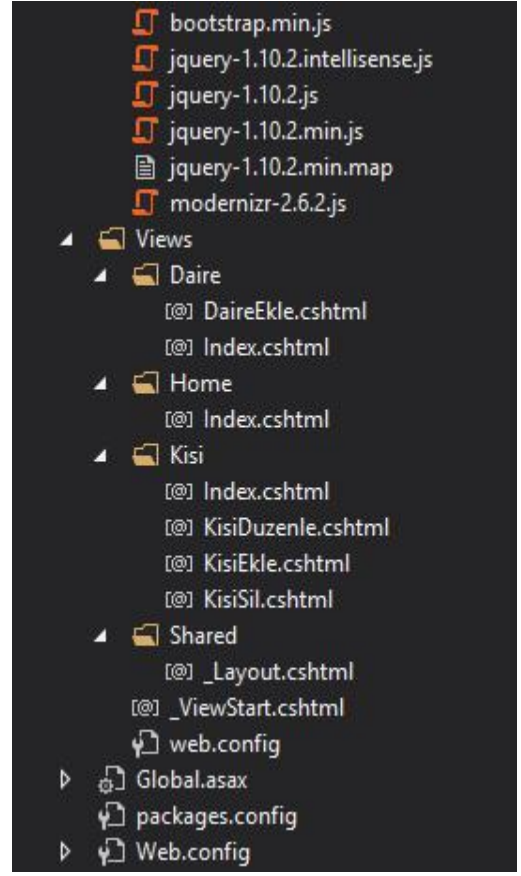 bootstrap.min.js
jquery-1.10.2.intellisense.js
jquery-1.10.2.js
jquery-1.10.2.min.js
jquery-1.10.2.min.map
modernizr-2.6.2.js
Views
Daire
[@] DaireEkle.cshtml
[@] Index.cshtml
Home
[@] Index.cshtml
Kisi
[@] Index.cshtml
[@] KisiDuzenle.cshtml
[@] KisiEkle.cshtml
[@] KisiSil.cshtml
Shared
[@] _Layout.cshtml
[@] _ViewStart.cshtml
web.config
Global.asax
packages.config
Web.config